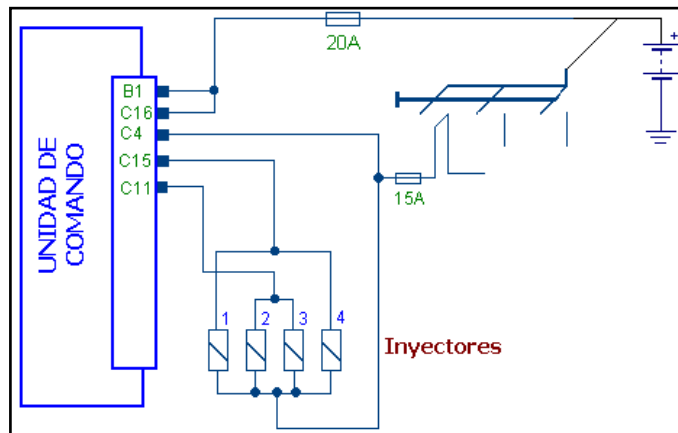 20A
+
UNIDAD DE
COMANDO
B1
C16
C4
C15
C11
15A
1 2 3 4
Inyectores